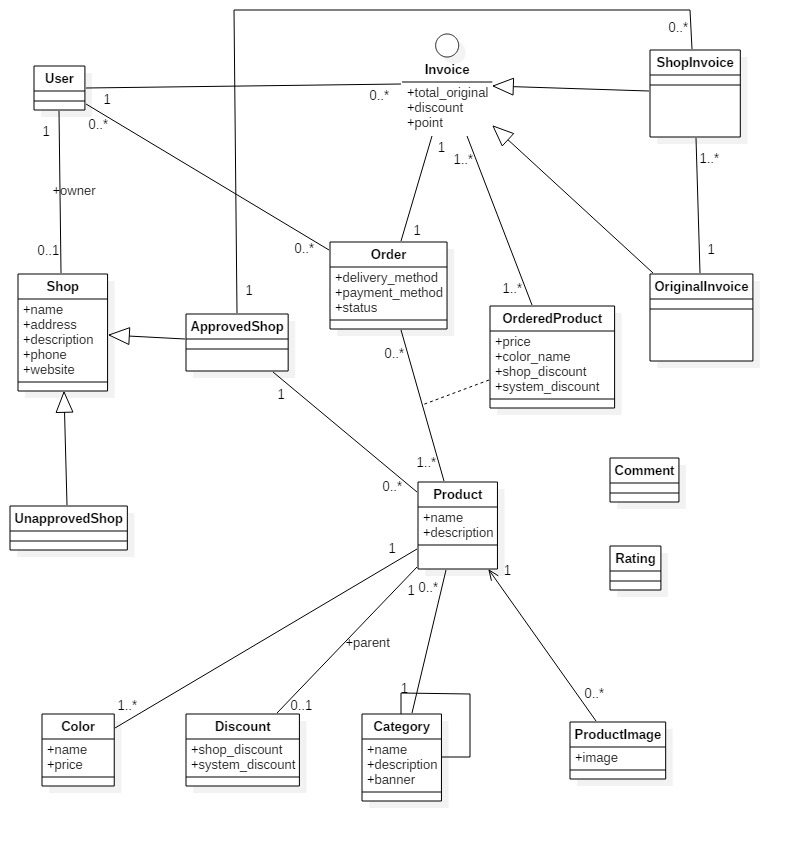 0..*
Invoice
ShopInvoice
User
+total_original
+discount
+point
0..*
1
0..*
1
1
1..*
1..*
+owner
0..1
0..*
1
1
Order
+delivery_method
+payment_method
+status
Shop
+name
+address
+description
+phone
+website
1
1..*
OriginalInvoice
ApprovedShop
OrderedProduct
+price
+color_name
+shop_discount
+system_discount
0..*
1
1..*
Comment
0..*
Product
+name
+description
UnapprovedShop
1
Rating
1
1
0..*
+parent
1
0..*
1..*
0..1
Color
+name
+price
Discount
+shop_discount
+system_discount
Category
+name
+description
+banner
ProductImage
+image